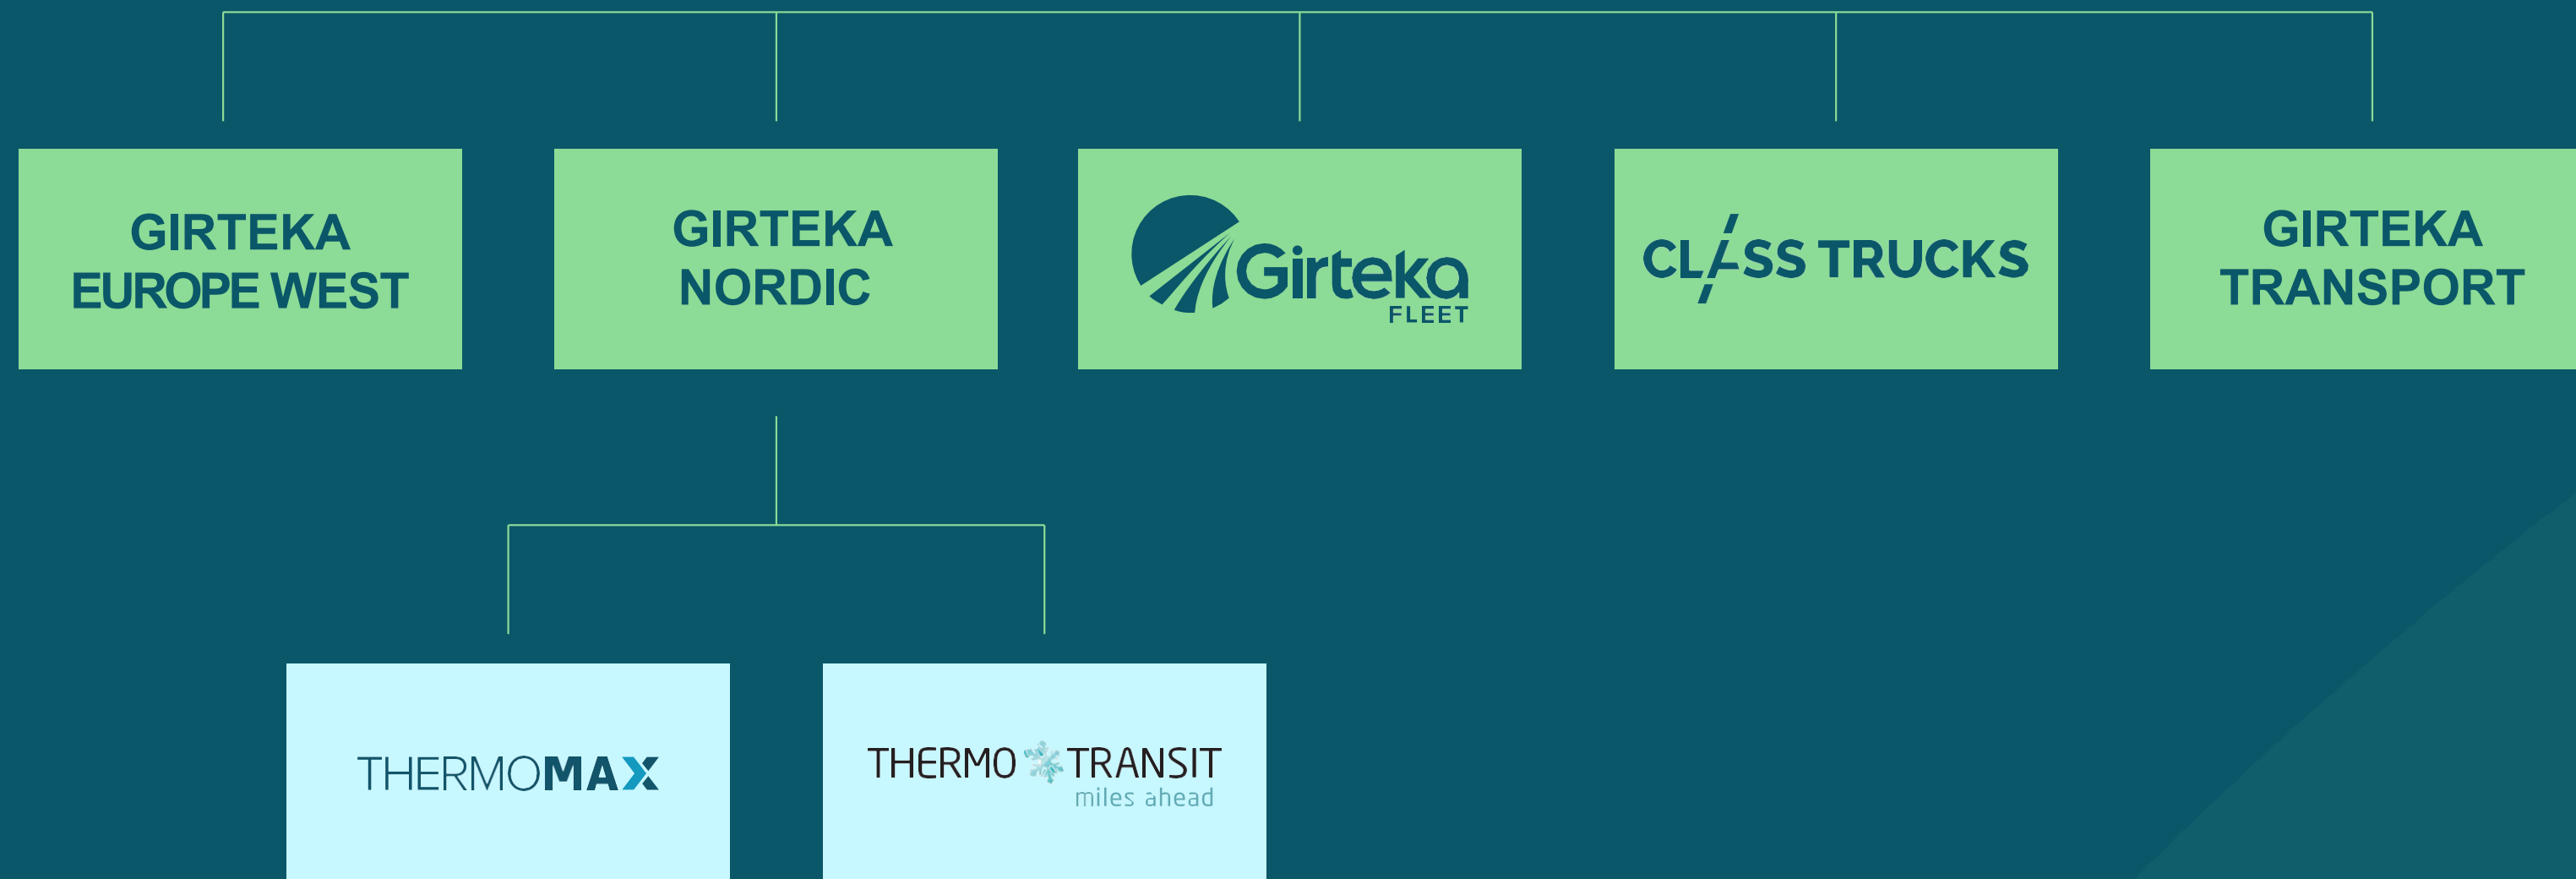 GIRTEKA
EUROPE WEST
GIRTEKA
NORDIC
Girteka
FLEET
CLASS TRUCKS
GIRTEKA
TRANSPORT
THERMOMAX
THERMO TRANSIT
miles ahead